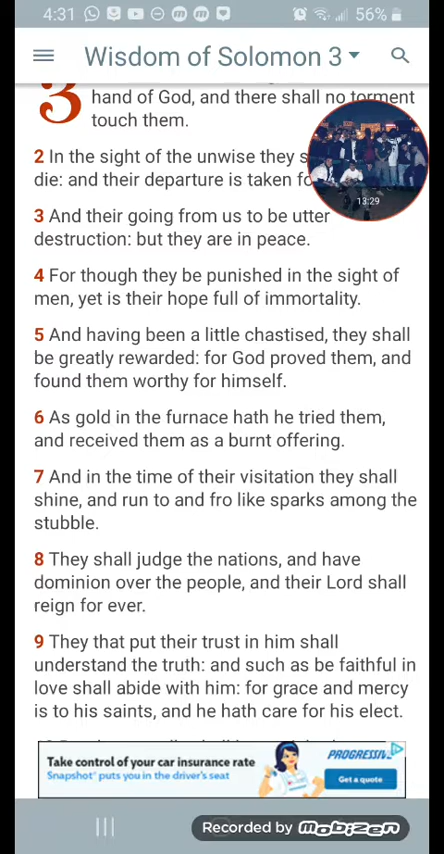 4:31 56%
Wisdom of Solomon 3
3 hand of God, and there shall no torment
touch them.
2 In the sight of the unwise they s
die: and their departure is taken fo
13:29
3 And their going from us to be utter
destruction: but they are in peace.
4 For though they be punished in the sight of
men, yet is their hope full of immortality.
5 And having been a little chastised, they shall
be greatly rewarded: for God proved them, and
found them worthy for himself.
6 As gold in the furnace hath he tried them,
and received them as a burnt offering.
7 And in the time of their visitation they shall
shine, and run to and fro like sparks among the
stubble.
8 They shall judge the nations, and have
dominion over the people, and their Lord shall
reign for ever.
9 They that put their trust in him shall
understand the truth: and such as be faithful in
love shall abide with him: for grace and mercy
is to his saints, and he hath care for his elect.
Take control of your car insurance rate
Snapshot® puts you in the driver's seat
PROGRESSIVE
Get a quote
Recorded by mobizen